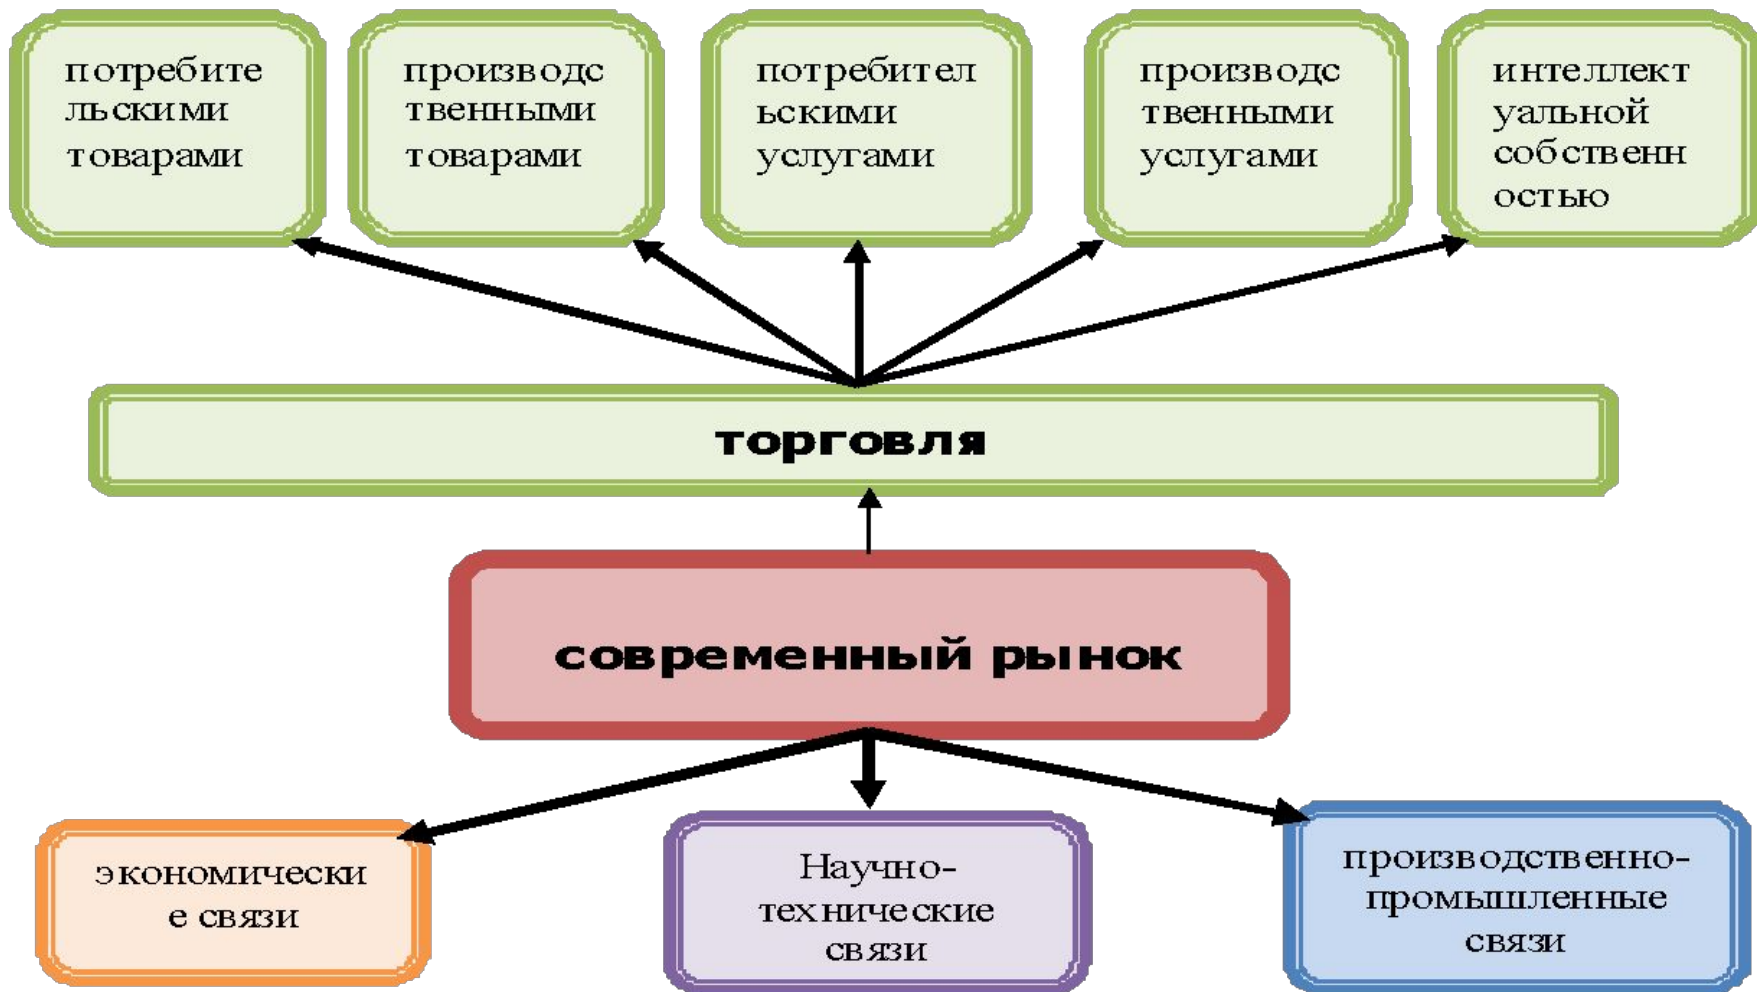 потребите
льскими
товарами
производс
твенными
товарами
потребител
ьскими
услугами
производс
твенными
услугами
интеллект
уальной
собственн
остью
торговля
современный рынок
экономически
е связи
Научно-
технические
связи
производственно-
промышленные
связи